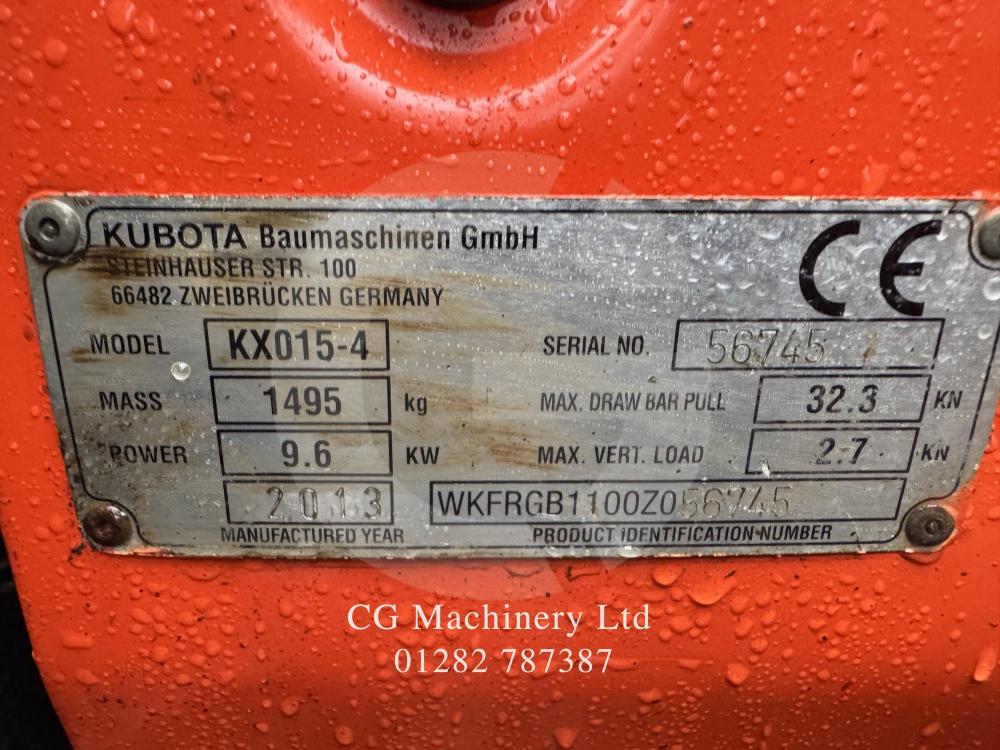 KUBOTA Baumaschinen GmbH
STEINHAUSER STR. 100
66482 ZWEIBRÜCKEN GERMANY
CE
MODEL KX015-4 SERIAL NO. 56745
MASS 1495 kg MAX. DRAW BAR PULL 32.3 KN
POWER 9.6 KW MAX. VERT. LOAD 2.7 KN
2013 WKFRGB1100Z056745
MANUFACTURED YEAR PRODUCT IDENTIFICATION NUMBER
CG Machinery Ltd
01282 787387